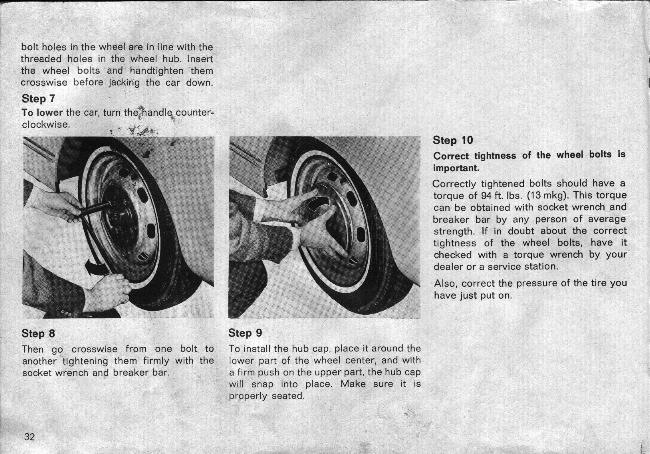 bolt holes in the wheel are in line with the
threaded holes in the wheel hub. Insert
the wheel bolts and handtighten them
crosswise before jacking the car down.
Step 7
To lower the car, turn the handle counter-
clockwise.
Step 8
Then go crosswise from one bolt to
another tightening them firmly with the
socket wrench and breaker bar.
Step 9
To install the hub cap, place it around the
lower part of the wheel center, and with
a firm push on the upper part, the hub cap
will snap into place. Make sure it is
properly seated.
Step 10
Correct tightness of the wheel bolts is
important.
Correctly tightened bolts should have a
torque of 94 ft. lbs. (13 mkg). This torque
can be obtained with socket wrench and
breaker bar by any person of average
strength. If in doubt about the correct
tightness of the wheel bolts, have it
checked with a torque wrench by your
dealer or a service station.
Also, correct the pressure of the tire you
have just put on.
32